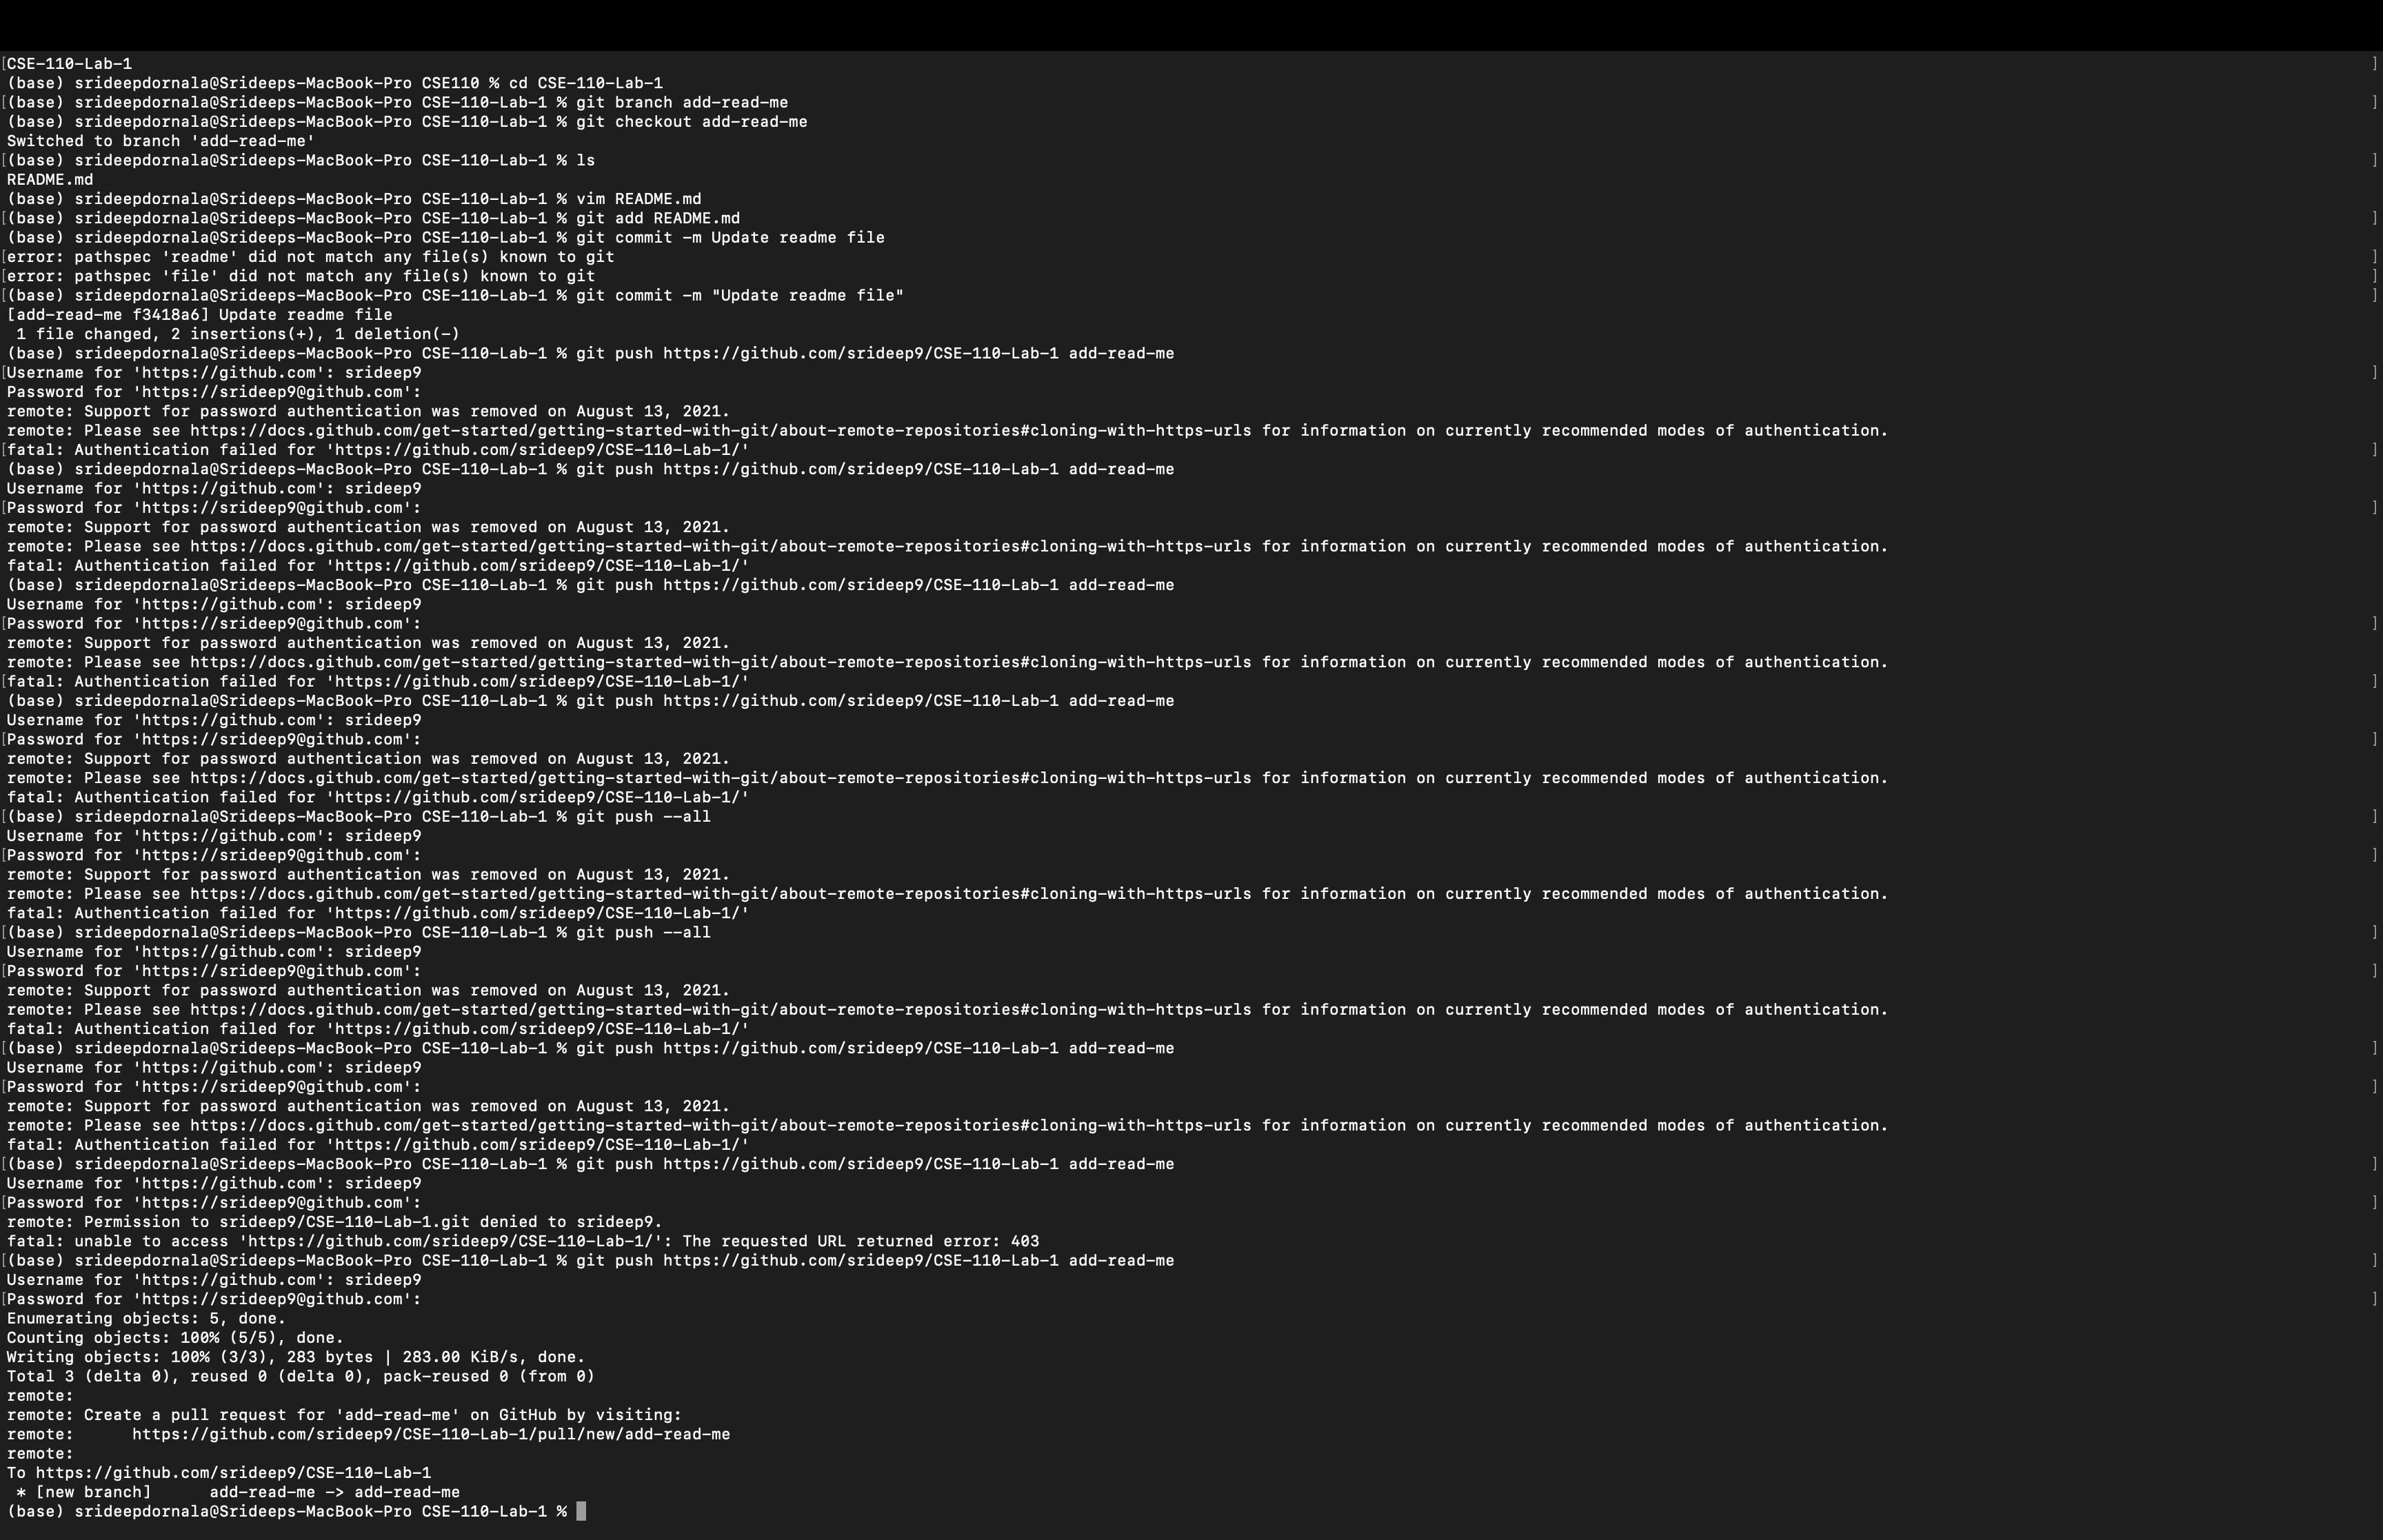 [CSE-110-Lab-1 ]
(base) srideepdornala@Srideeps-MacBook-Pro CSE110 % cd CSE-110-Lab-1
[(base) srideepdornala@Srideeps-MacBook-Pro CSE-110-Lab-1 % git branch add-read-me ]
(base) srideepdornala@Srideeps-MacBook-Pro CSE-110-Lab-1 % git checkout add-read-me
Switched to branch 'add-read-me'
[(base) srideepdornala@Srideeps-MacBook-Pro CSE-110-Lab-1 % ls ]
README.md
(base) srideepdornala@Srideeps-MacBook-Pro CSE-110-Lab-1 % vim README.md
[(base) srideepdornala@Srideeps-MacBook-Pro CSE-110-Lab-1 % git add README.md ]
(base) srideepdornala@Srideeps-MacBook-Pro CSE-110-Lab-1 % git commit -m Update readme file
[error: pathspec 'readme' did not match any file(s) known to git ]
[error: pathspec 'file' did not match any file(s) known to git ]
[(base) srideepdornala@Srideeps-MacBook-Pro CSE-110-Lab-1 % git commit -m "Update readme file" ]
[add-read-me f3418a6] Update readme file
1 file changed, 2 insertions(+), 1 deletion(-)
(base) srideepdornala@Srideeps-MacBook-Pro CSE-110-Lab-1 % git push https://github.com/srideep9/CSE-110-Lab-1 add-read-me
[Username for 'https://github.com': srideep9 ]
Password for 'https://srideep9@github.com':
remote: Support for password authentication was removed on August 13, 2021.
remote: Please see https://docs.github.com/get-started/getting-started-with-git/about-remote-repositories#cloning-with-https-urls for information on currently recommended modes of authentication.
[fatal: Authentication failed for 'https://github.com/srideep9/CSE-110-Lab-1/' ]
(base) srideepdornala@Srideeps-MacBook-Pro CSE-110-Lab-1 % git push https://github.com/srideep9/CSE-110-Lab-1 add-read-me
Username for 'https://github.com': srideep9
[Password for 'https://srideep9@github.com': ]
remote: Support for password authentication was removed on August 13, 2021.
remote: Please see https://docs.github.com/get-started/getting-started-with-git/about-remote-repositories#cloning-with-https-urls for information on currently recommended modes of authentication.
fatal: Authentication failed for 'https://github.com/srideep9/CSE-110-Lab-1/'
(base) srideepdornala@Srideeps-MacBook-Pro CSE-110-Lab-1 % git push https://github.com/srideep9/CSE-110-Lab-1 add-read-me
Username for 'https://github.com': srideep9
[Password for 'https://srideep9@github.com': ]
remote: Support for password authentication was removed on August 13, 2021.
remote: Please see https://docs.github.com/get-started/getting-started-with-git/about-remote-repositories#cloning-with-https-urls for information on currently recommended modes of authentication.
[fatal: Authentication failed for 'https://github.com/srideep9/CSE-110-Lab-1/' ]
(base) srideepdornala@Srideeps-MacBook-Pro CSE-110-Lab-1 % git push https://github.com/srideep9/CSE-110-Lab-1 add-read-me
Username for 'https://github.com': srideep9
[Password for 'https://srideep9@github.com': ]
remote: Support for password authentication was removed on August 13, 2021.
remote: Please see https://docs.github.com/get-started/getting-started-with-git/about-remote-repositories#cloning-with-https-urls for information on currently recommended modes of authentication.
fatal: Authentication failed for 'https://github.com/srideep9/CSE-110-Lab-1/'
[(base) srideepdornala@Srideeps-MacBook-Pro CSE-110-Lab-1 % git push --all ]
Username for 'https://github.com': srideep9
[Password for 'https://srideep9@github.com': ]
remote: Support for password authentication was removed on August 13, 2021.
remote: Please see https://docs.github.com/get-started/getting-started-with-git/about-remote-repositories#cloning-with-https-urls for information on currently recommended modes of authentication.
fatal: Authentication failed for 'https://github.com/srideep9/CSE-110-Lab-1/'
[(base) srideepdornala@Srideeps-MacBook-Pro CSE-110-Lab-1 % git push --all ]
Username for 'https://github.com': srideep9
[Password for 'https://srideep9@github.com': ]
remote: Support for password authentication was removed on August 13, 2021.
remote: Please see https://docs.github.com/get-started/getting-started-with-git/about-remote-repositories#cloning-with-https-urls for information on currently recommended modes of authentication.
fatal: Authentication failed for 'https://github.com/srideep9/CSE-110-Lab-1/'
[(base) srideepdornala@Srideeps-MacBook-Pro CSE-110-Lab-1 % git push https://github.com/srideep9/CSE-110-Lab-1 add-read-me ]
Username for 'https://github.com': srideep9
[Password for 'https://srideep9@github.com': ]
remote: Support for password authentication was removed on August 13, 2021.
remote: Please see https://docs.github.com/get-started/getting-started-with-git/about-remote-repositories#cloning-with-https-urls for information on currently recommended modes of authentication.
fatal: Authentication failed for 'https://github.com/srideep9/CSE-110-Lab-1/'
[(base) srideepdornala@Srideeps-MacBook-Pro CSE-110-Lab-1 % git push https://github.com/srideep9/CSE-110-Lab-1 add-read-me ]
Username for 'https://github.com': srideep9
[Password for 'https://srideep9@github.com': ]
remote: Permission to srideep9/CSE-110-Lab-1.git denied to srideep9.
fatal: unable to access 'https://github.com/srideep9/CSE-110-Lab-1/': The requested URL returned error: 403
[(base) srideepdornala@Srideeps-MacBook-Pro CSE-110-Lab-1 % git push https://github.com/srideep9/CSE-110-Lab-1 add-read-me ]
Username for 'https://github.com': srideep9
[Password for 'https://srideep9@github.com': ]
Enumerating objects: 5, done.
Counting objects: 100% (5/5), done.
Writing objects: 100% (3/3), 283 bytes | 283.00 KiB/s, done.
Total 3 (delta 0), reused 0 (delta 0), pack-reused 0 (from 0)
remote:
remote: Create a pull request for 'add-read-me' on GitHub by visiting:
remote:      https://github.com/srideep9/CSE-110-Lab-1/pull/new/add-read-me
remote:
To https://github.com/srideep9/CSE-110-Lab-1
* [new branch]      add-read-me -> add-read-me
(base) srideepdornala@Srideeps-MacBook-Pro CSE-110-Lab-1 %